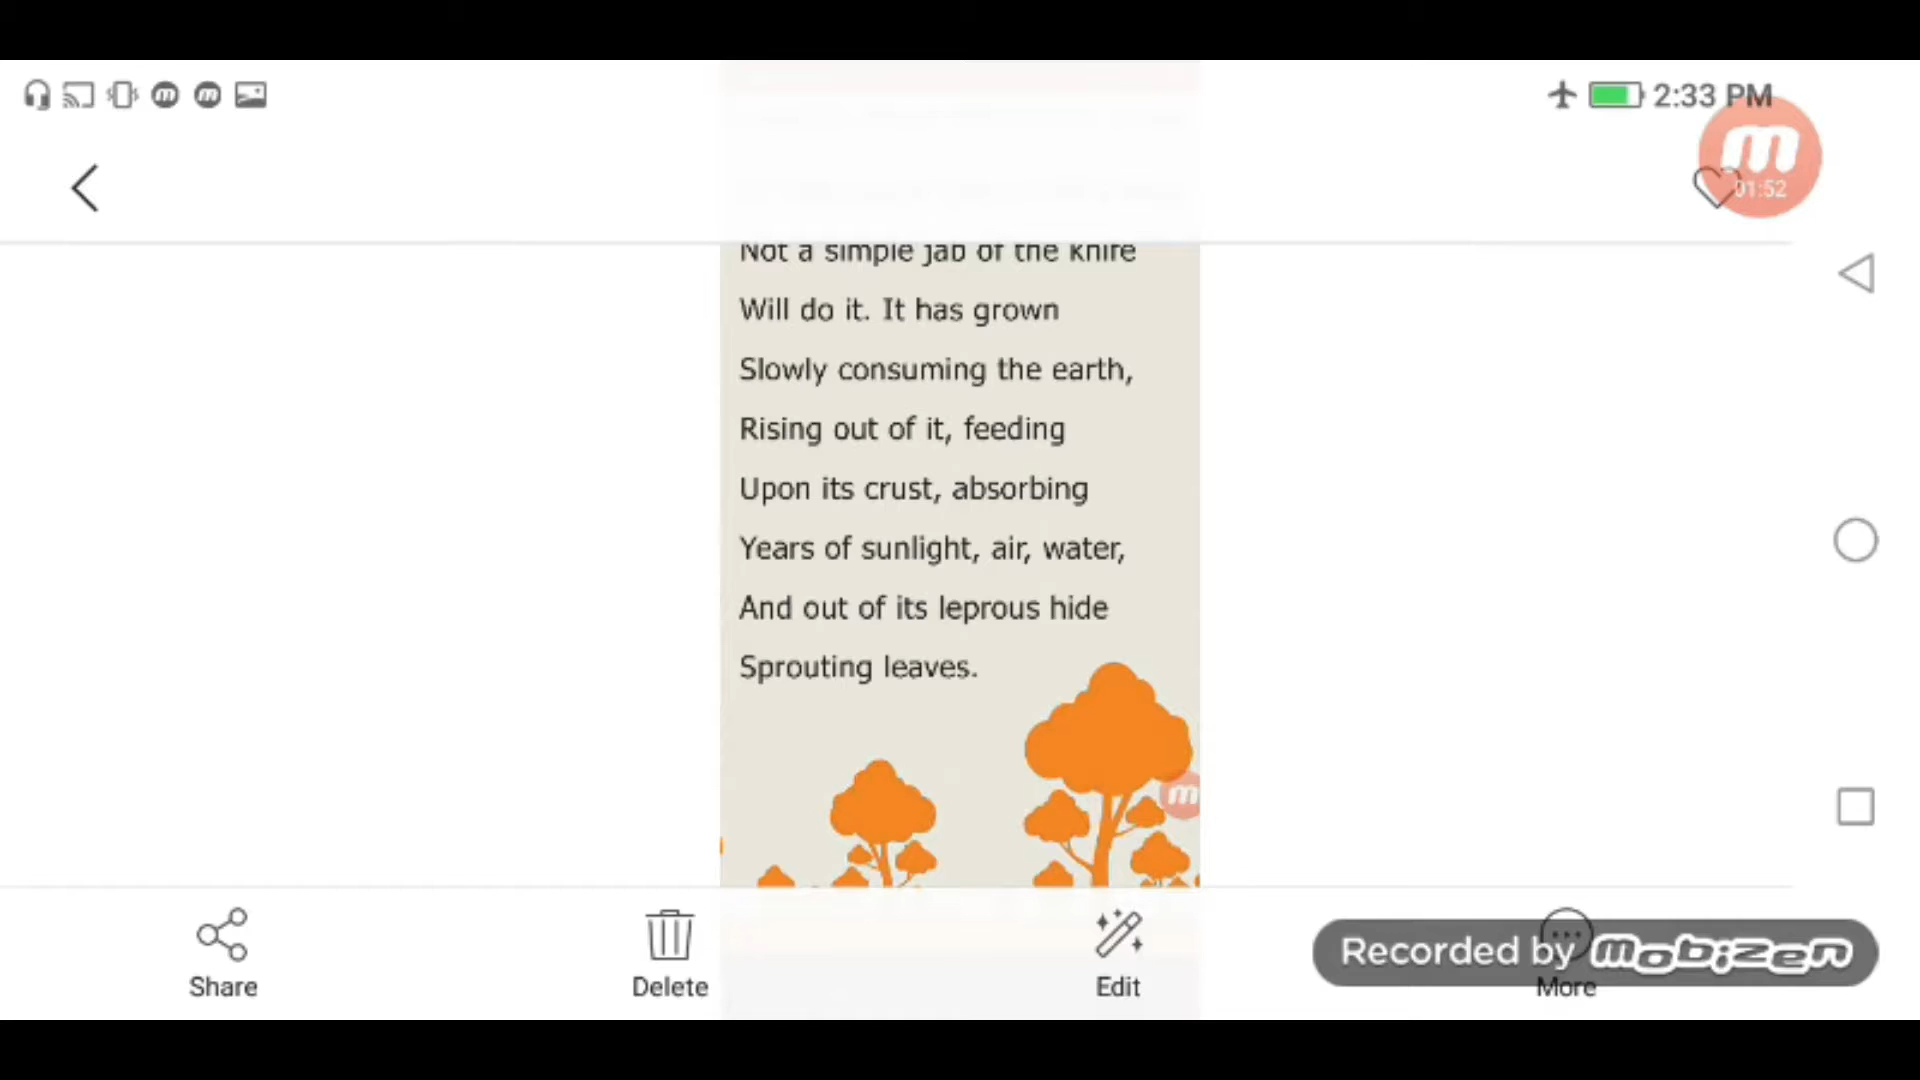 2:33 PM
m
01:52
Not a simple jab of the knife
Will do it. It has grown
Slowly consuming the earth,
Rising out of it, feeding
Upon its crust, absorbing
Years of sunlight, air, water,
And out of its leprous hide
Sprouting leaves.
m
Share
Delete
Edit
More
Recorded by mobizen